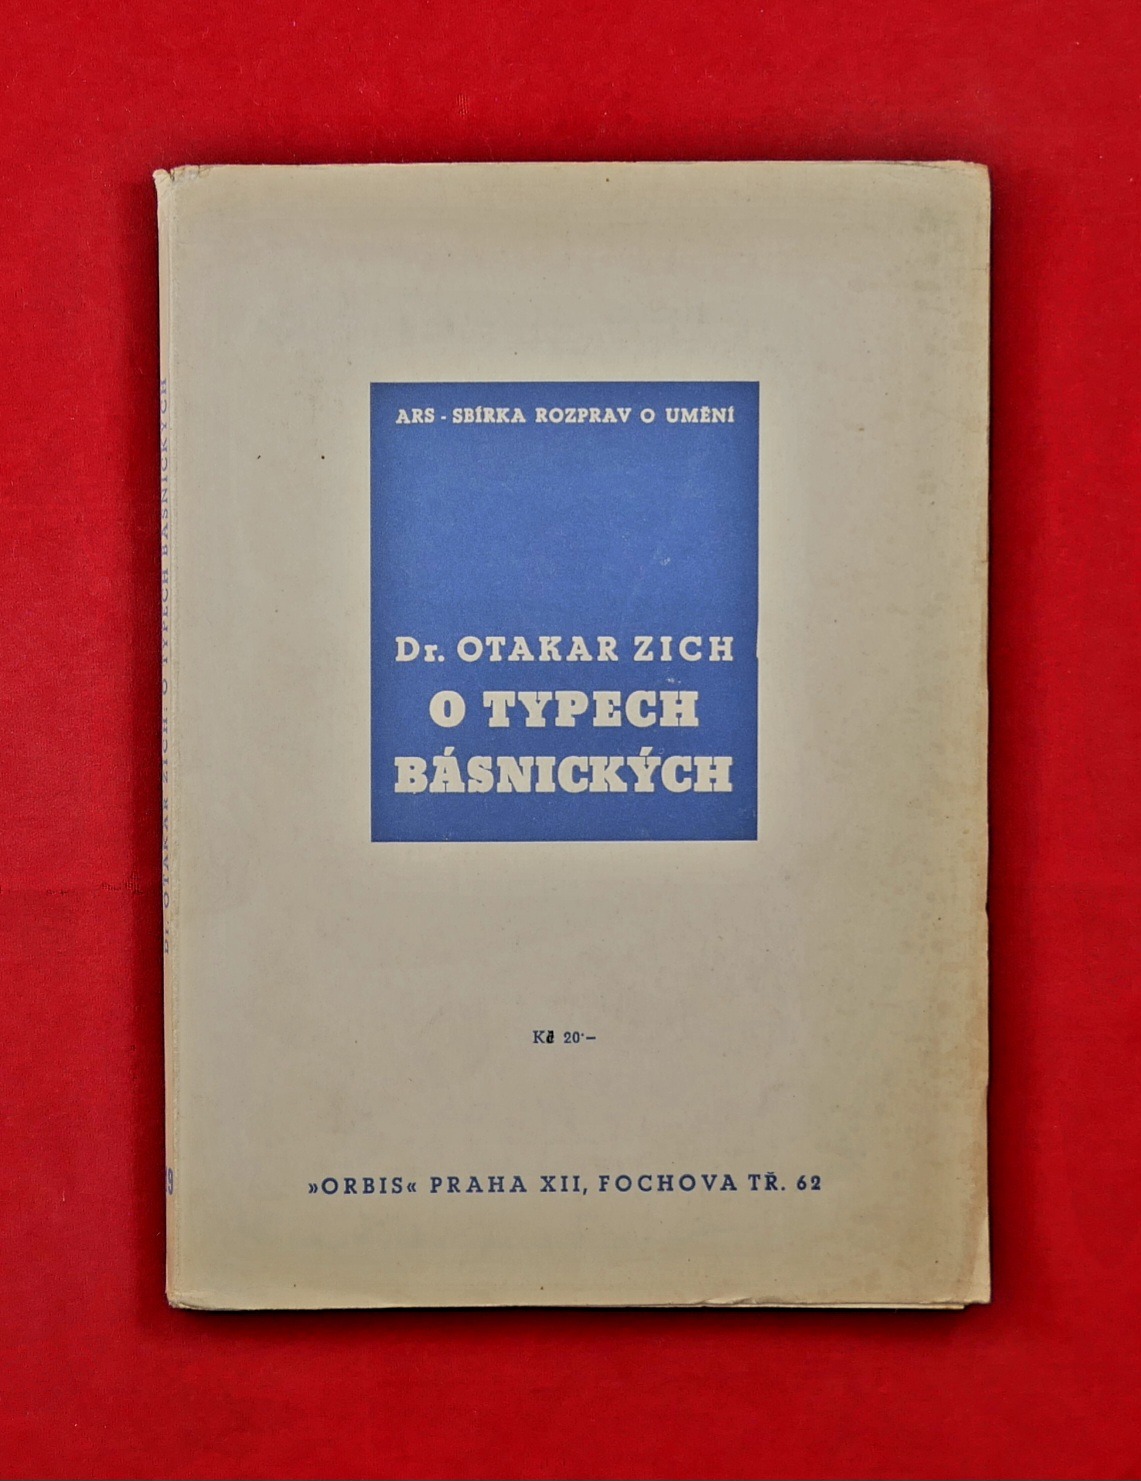 ARS - SBÍRKA ROZPRAV O UMĚNÍ
Dr. OTAKAR ZICH
O TYPECH
BÁSNICKÝCH
Kč 20·–
»ORBIS« PRAHA XII, FOCHOVA TŘ. 62
Dr. OTAKAR ZICH: O TYPECH BÁSNICKÝCH